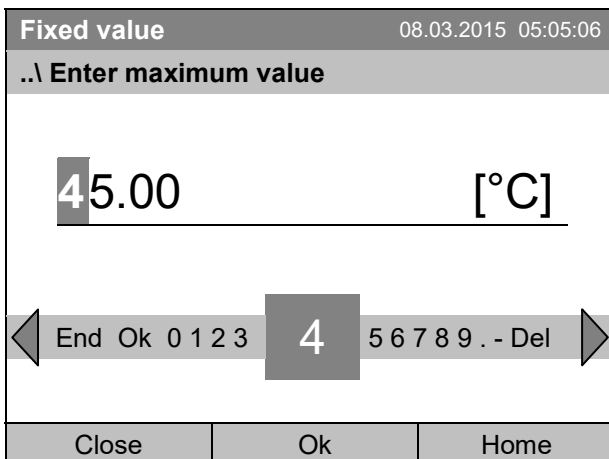 Fixed value 08.03.2015 05:05:06
..\ Enter maximum value
45.00 [°C]
End Ok 0 1 2 3 4 5 6 7 8 9 . - Del
Close Ok Home